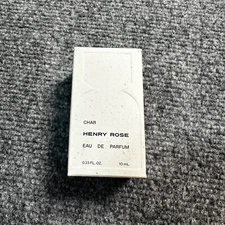 CHAR
HENRY ROSE
EAU DE PARFUM
0.33 FL. OZ. 10 mL.